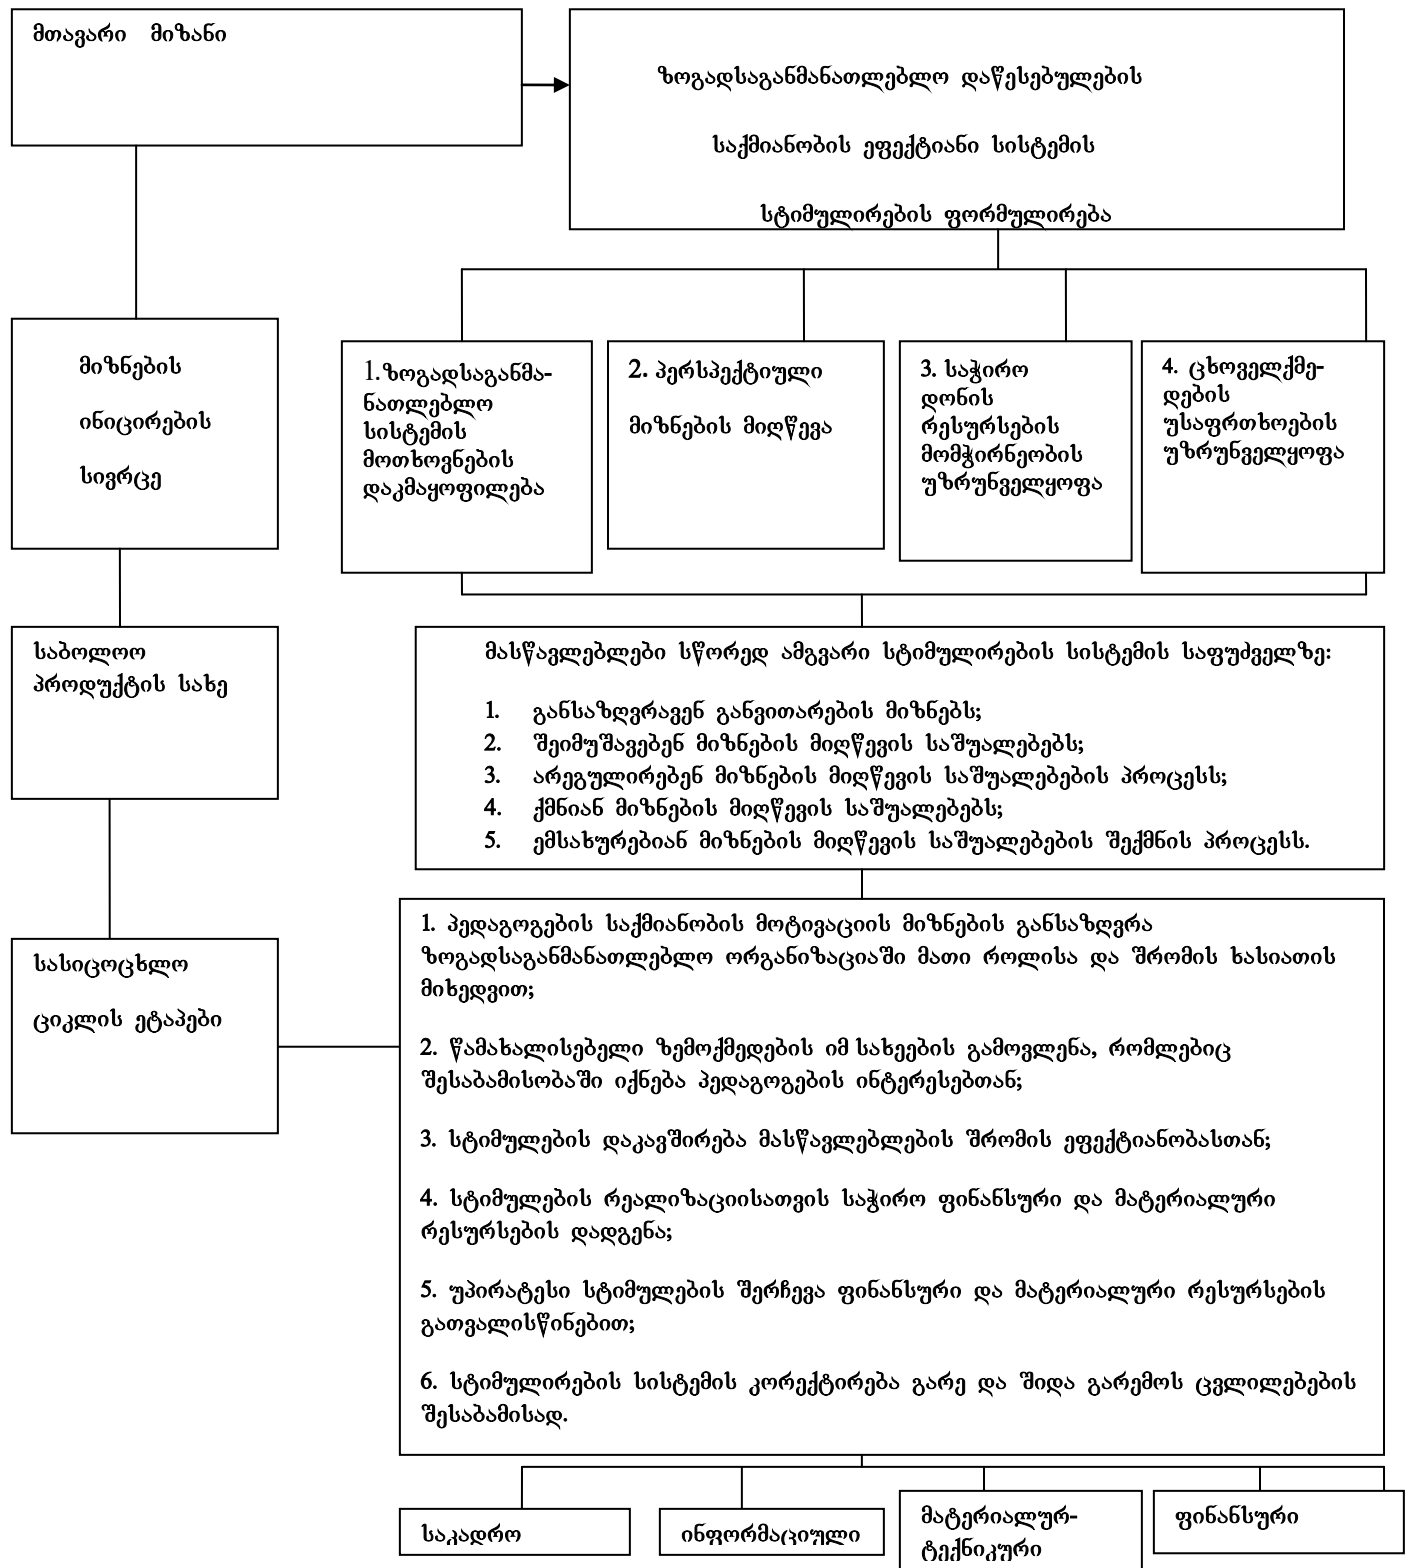 მთავარი მიზანი
ზოგადსაგანმანათლებლო დაწესებულების
საქმიანობის ეფექტიანი სისტემის
სტიმულირების ფორმულირება
მიზნების
ინიცირების
სივრცე
1.ზოგადსაგანმა-
ნათლებლო
სისტემის
მოთხოვნების
დაკმაყოფილება
2. პერსპექტიული
მიზნების მიღწევა
3. საჭირო
დონის
რესურსების
მომჭირნეობის
უზრუნველყოფა
4. ცხოველქმე-
დების
უსაფრთხოების
უზრუნველყოფა
საბოლოო
პროდუქტის სახე
მასწავლებლები სწორედ ამგვარი სტიმულირების სისტემის საფუძველზე:
1. განსაზღვრავენ განვითარების მიზნებს;
2. შეიმუშავებენ მიზნების მიღწევის საშუალებებს;
3. არეგულირებენ მიზნების მიღწევის საშუალებების პროცესს;
4. ქმნიან მიზნების მიღწევის საშუალებებს;
5. ემსახურებიან მიზნების მიღწევის საშუალებების შექმნის პროცესს.
სასიცოცხლო
ციკლის ეტაპები
1. პედაგოგების საქმიანობის მოტივაციის მიზნების განსაზღვრა
ზოგადსაგანმანათლებლო ორგანიზაციაში მათი როლისა და შრომის ხასიათის
მიხედვით;
2. წამახალისებელი ზემოქმედების იმ სახეების გამოვლენა, რომლებიც
შესაბამისობაში იქნება პედაგოგების ინტერესებთან;
3. სტიმულების დაკავშირება მასწავლებლების შრომის ეფექტიანობასთან;
4. სტიმულების რეალიზაციისათვის საჭირო ფინანსური და მატერიალური
რესურსების დადგენა;
5. უპირატესი სტიმულების შერჩევა ფინანსური და მატერიალური რესურსების
გათვალისწინებით;
6. სტიმულირების სისტემის კორექტირება გარე და შიდა გარემოს ცვლილებების
შესაბამისად.
საკადრო
ინფორმაციული
მატერიალურ-
ტექნიკური
ფინანსური